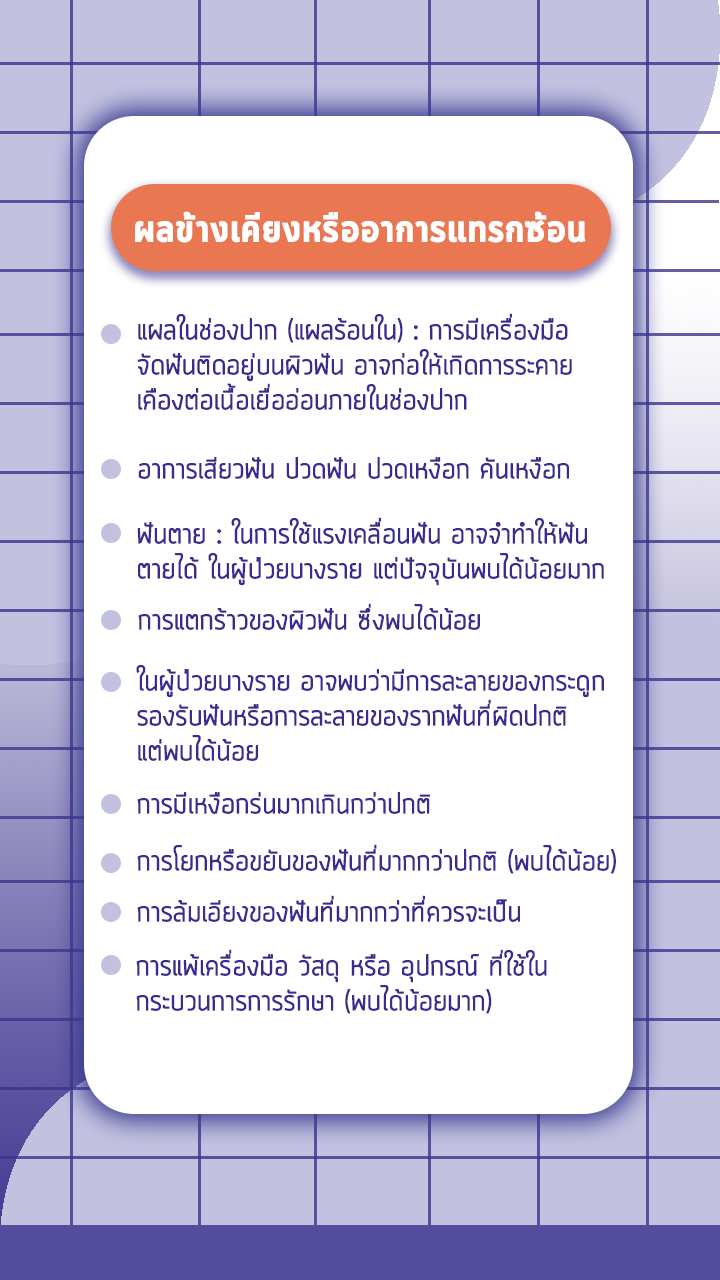 ผลข้างเคียงหรืออาการแทรกซ้อน
แผลในช่องปาก (แผลร้อนใน) : การมีเครื่องมือ
จัดฟันติดอยู่บนผิวฟัน อาจก่อให้เกิดการระคาย
เคืองต่อเนื้อเยื่ออ่อนภายในช่องปาก
อาการเสียวฟัน ปวดฟัน ปวดเหงือก คันเหงือก
ฟันตาย : ในการใช้แรงเคลื่อนฟัน อาจจำทำให้ฟัน
ตายได้ ในผู้ป่วยบางราย แต่ปัจจุบันพบได้น้อยมาก
การแตกร้าวของผิวฟัน ซึ่งพบได้น้อย
ในผู้ป่วยบางราย อาจพบว่ามีการละลายของกระดูก
รองรับฟันหรือการละลายของรากฟันที่ผิดปกติ
แต่พบได้น้อย
การมีเหงือกร่นมากเกินกว่าปกติ
การโยกหรือขยับของฟันที่มากกว่าปกติ (พบได้น้อย)
การล้มเอียงของฟันที่มากกว่าที่ควรจะเป็น
การแพ้เครื่องมือ วัสดุ หรือ อุปกรณ์ ที่ใช้ใน
กระบวนการการรักษา (พบได้น้อยมาก)